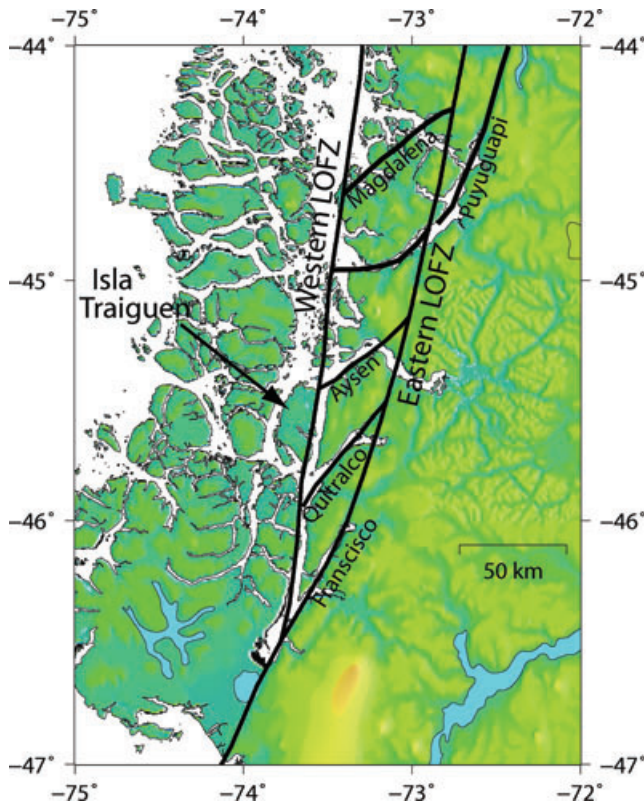 −75° −74° −73° −72°
−44° −44°
Magdalena
Puyuguapi
Western LOFZ
−45° −45°
Isla
Traiguen
Eastern LOFZ
Aysen
Quitralco
−46° −46°
Franscisco
50 km
−47° −47°
−75° −74° −73° −72°